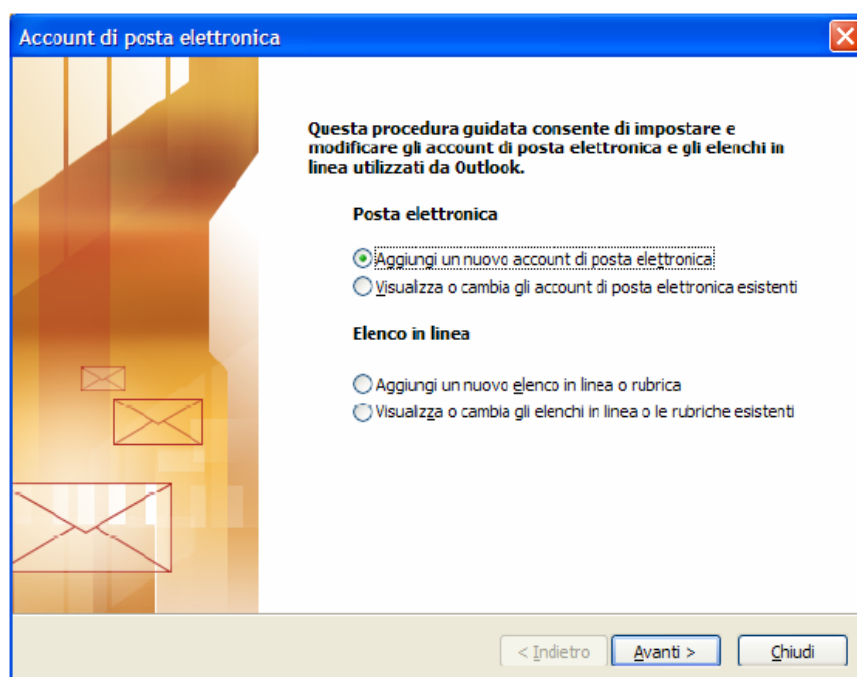 Account di posta elettronica
Questa procedura guidata consente di impostare e
modificare gli account di posta elettronica e gli elenchi in
linea utilizzati da Outlook.
Posta elettronica
Aggiungi un nuovo account di posta elettronica
Visualizza o cambia gli account di posta elettronica esistenti
Elenco in linea
Aggiungi un nuovo elenco in linea o rubrica
Visualizza o cambia gli elenchi in linea o le rubriche esistenti
< Indietro
Avanti >
Chiudi